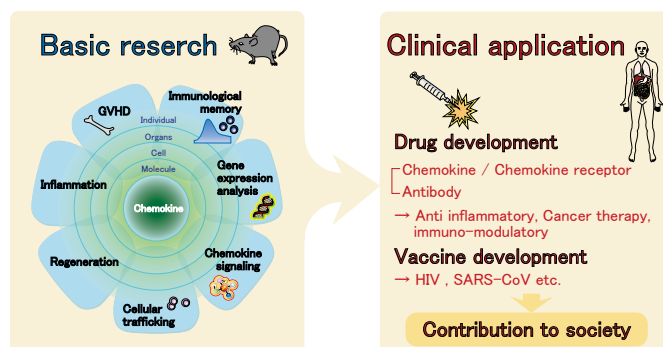 Basic reserch
GVHD
Immunological
memory
Individual
Organs
Cell
Molecule
Gene
expression
analysis
Inflammation
Chemokine
Regeneration
Chemokine
signaling
Cellular
trafficking
Clinical application
Drug development
Chemokine / Chemokine receptor
Antibody
→ Anti inflammatory, Cancer therapy,
immuno-modulatory
Vaccine development
→ HIV , SARS-CoV etc.
Contribution to society